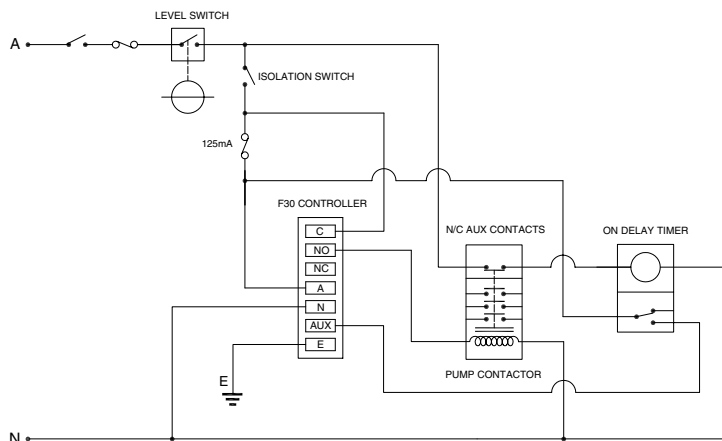 LEVEL SWITCH
A
ISOLATION SWITCH
125mA
F30 CONTROLLER
N/C AUX CONTACTS
ON DELAY TIMER
C
NO
NC
A
N
AUX
E
E
PUMP CONTACTOR
N